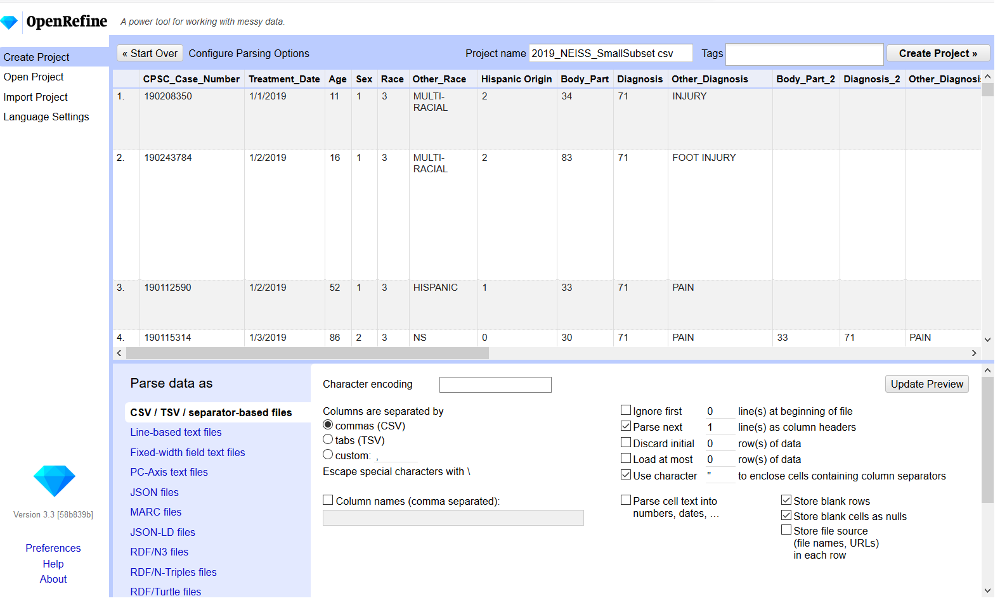 OpenRefine A power tool for working with messy data.
Create Project
Open Project
Import Project
Language Settings
« Start Over Configure Parsing Options Project name 2019_NEISS_SmallSubset csv Tags Create Project »
CPSC_Case_Number Treatment_Date Age Sex Race Other_Race Hispanic Origin Body_Part Diagnosis Other_Diagnosis Body_Part_2 Diagnosis_2 Other_Diagnosi
1. 190208350 1/1/2019 11 1 3 MULTI- 2 34 71 INJURY
RACIAL
2. 190243784 1/2/2019 16 1 3 MULTI- 2 83 71 FOOT INJURY
RACIAL
3. 190112590 1/2/2019 52 1 3 HISPANIC 1 33 71 PAIN
4. 190115314 1/3/2019 86 2 3 NS 0 30 71 PAIN 33 71 PAIN
Parse data as
CSV / TSV / separator-based files
Line-based text files
Fixed-width field text files
PC-Axis text files
JSON files
MARC files
JSON-LD files
RDF/N3 files
RDF/N-Triples files
RDF/Turtle files
Character encoding
Update Preview
Columns are separated by
commas (CSV)
tabs (TSV)
custom: ,
Escape special characters with \
Column names (comma separated):
Ignore first 0 line(s) at beginning of file
Parse next 1 line(s) as column headers
Discard initial 0 row(s) of data
Load at most 0 row(s) of data
Use character " to enclose cells containing column separators
Parse cell text into
numbers, dates, ...
Store blank rows
Store blank cells as nulls
Store file source
(file names, URLs)
in each row
Version 3.3 [58b839b]
Preferences
Help
About